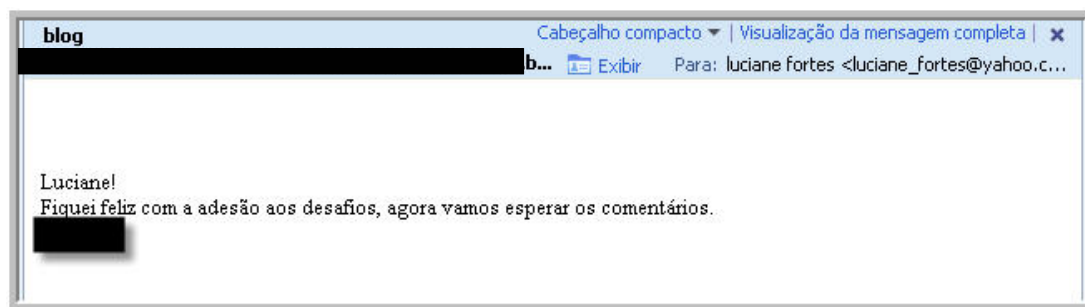 blog Cabeçalho compacto ▾ | Visualização da mensagem completa | ×
b... Exibir Para: luciane fortes <luciane_fortes@yahoo.c...
Luciane!
Fiquei feliz com a adesão aos desafios, agora vamos esperar os comentários.